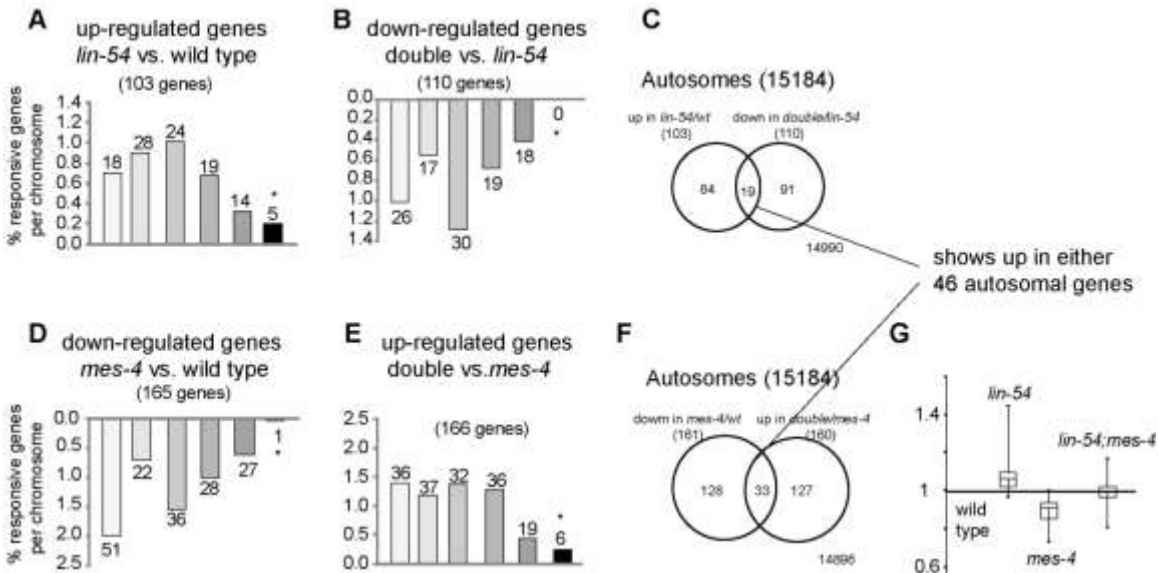 A
up-regulated genes
lin-54 vs. wild type
(103 genes)
% responsive genes
per chromosome
1.4
1.2
1.0
0.8
0.6
0.4
0.2
0.0
18
28
24
19
14
*
5
B
down-regulated genes
double vs. lin-54
(110 genes)
0.0
0.2
0.4
0.6
0.8
1.0
1.2
1.4
26
17
30
19
18
0
*
C
Autosomes (15184)
up in lin-54/wt
(103)
down in double/lin-54
(110)
84
19
91
14990
shows up in either
46 autosomal genes
D
down-regulated genes
mes-4 vs. wild type
(165 genes)
% responsive genes
per chromosome
0.0
0.5
1.0
1.5
2.0
2.5
51
22
36
28
27
1
*
E
up-regulated genes
double vs.mes-4
(166 genes)
2.5
2.0
1.5
1.0
0.5
0.0
36
37
32
36
19
*
6
F
Autosomes (15184)
dowm in mes-4/wt
(161)
up in double/mes-4
(160)
128
33
127
14896
G
1.4
1
0.6
lin-54
lin-54;mes-4
wild
type
mes-4